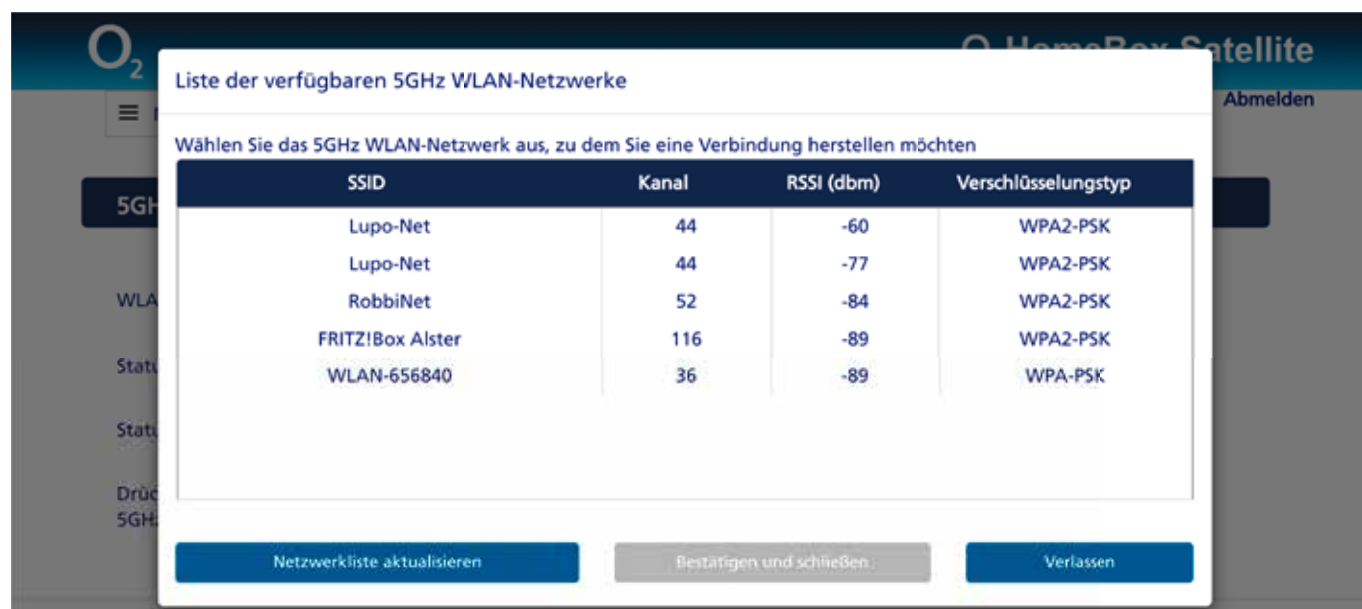 O2
HomeBox Satellite
Abmelden
Liste der verfügbaren 5GHz WLAN-Netzwerke
Wählen Sie das 5GHz WLAN-Netzwerk aus, zu dem Sie eine Verbindung herstellen möchten
SSID Kanal RSSI (dbm) Verschlüsselungstyp
Lupo-Net 44 -60 WPA2-PSK
Lupo-Net 44 -77 WPA2-PSK
RobbiNet 52 -84 WPA2-PSK
FRITZ!Box Alster 116 -89 WPA2-PSK
WLAN-656840 36 -89 WPA-PSK
Netzwerkliste aktualisieren Bestätigen und schließen Verlassen